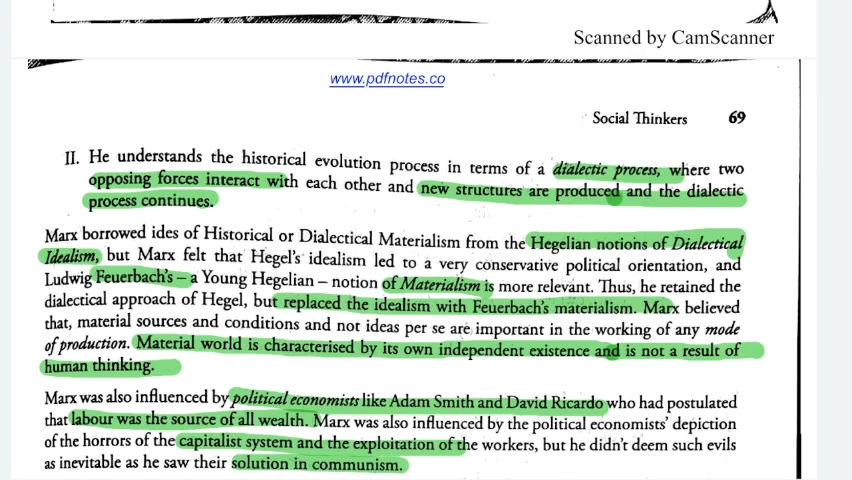 Scanned by CamScanner
www.pdfnotes.co
Social Thinkers 69
II. He understands the historical evolution process in terms of a dialectic process, where two
opposing forces interact with each other and new structures are produced and the dialectic
process continues.
Marx borrowed ides of Historical or Dialectical Materialism from the Hegelian notions of Dialectical
Idealism, but Marx felt that Hegel's idealism led to a very conservative political orientation, and
Ludwig Feuerbach's – a Young Hegelian – notion of Materialism is more relevant. Thus, he retained the
dialectical approach of Hegel, but replaced the idealism with Feuerbach's materialism. Marx believed
that, material sources and conditions and not ideas per se are important in the working of any mode
of production. Material world is characterised by its own independent existence and is not a result of
human thinking.
Marx was also influenced by political economists like Adam Smith and David Ricardo who had postulated
that labour was the source of all wealth. Marx was also influenced by the political economists' depiction
of the horrors of the capitalist system and the exploitation of the workers, but he didn't deem such evils
as inevitable as he saw their solution in communism.